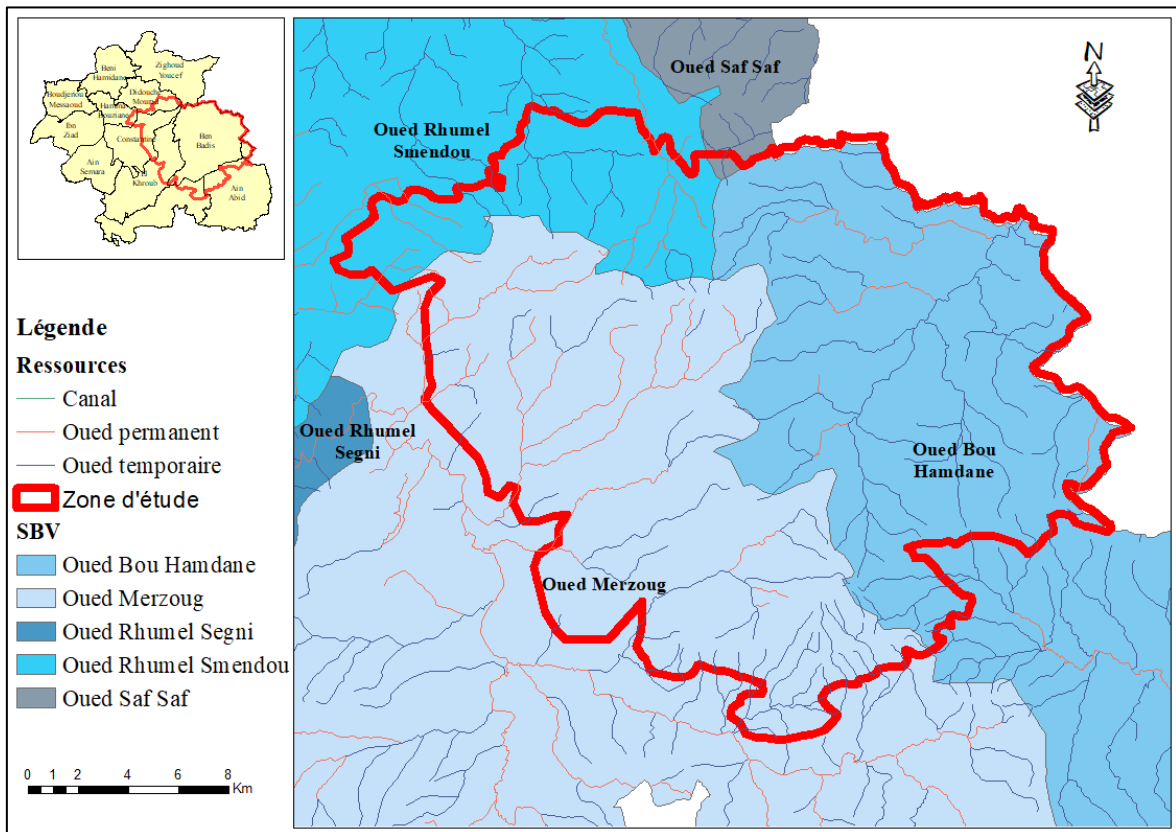 Beni
Hamidane
Zighoud
Youcef
Boudjeriou
Messaoud
Didouche
Mourad
Hamma
Bouziane
Ibn
Ziad
Constantine
Ben
Badis
Ain
Semara
El
Khroub
Ain
Abid
Légende
Ressources
Canal
Oued permanent
Oued temporaire
Zone d'étude
SBV
Oued Bou Hamdane
Oued Merzoug
Oued Rhumel Segni
Oued Rhumel Smendou
Oued Saf Saf
0 1 2 4 6 8
Km
Oued Saf Saf
N
Oued Rhumel
Smendou
Oued Rhumel
Segni
Oued Bou
Hamdane
Oued Merzoug